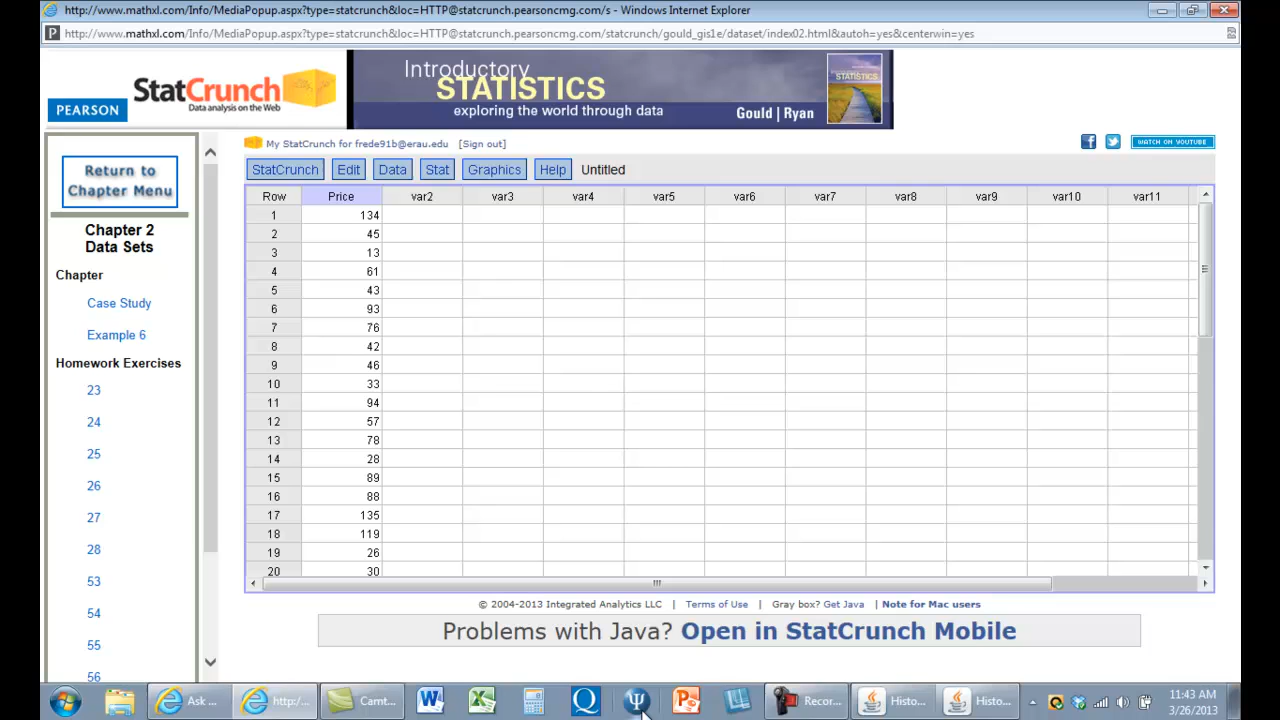 http://www.mathxl.com/Info/MediaPopup.aspx?type=statcrunch&loc=HTTP@statcrunch.pearsoncmg.com/s - Windows Internet Explorer
http://www.mathxl.com/Info/MediaPopup.aspx?type=statcrunch&loc=HTTP@statcrunch.pearsoncmg.com/statcrunch/gould_gis1e/dataset/index02.html&autoh=yes&centerwin=yes
PEARSON
StatCrunch
Data analysis on the Web
Introductory
STATISTICS
exploring the world through data
Gould | Ryan
STATISTICS
My StatCrunch for frede91b@erau.edu [Sign out]
WATCH ON YOUTUBE
StatCrunch Edit Data Stat Graphics Help Untitled
Return to
Chapter Menu
Chapter 2
Data Sets
Chapter
Case Study
Example 6
Homework Exercises
23
24
25
26
27
28
53
54
55
56
Row Price var2 var3 var4 var5 var6 var7 var8 var9 var10 var11
1 134
2 45
3 13
4 61
5 43
6 93
7 76
8 42
9 46
10 33
11 94
12 57
13 78
14 28
15 89
16 88
17 135
18 119
19 26
20 30
© 2004-2013 Integrated Analytics LLC | Terms of Use | Gray box? Get Java | Note for Mac users
Problems with Java? Open in StatCrunch Mobile
Ask ... http:/... Camt... Recor... Histo... Histo...
11:43 AM
3/26/2013